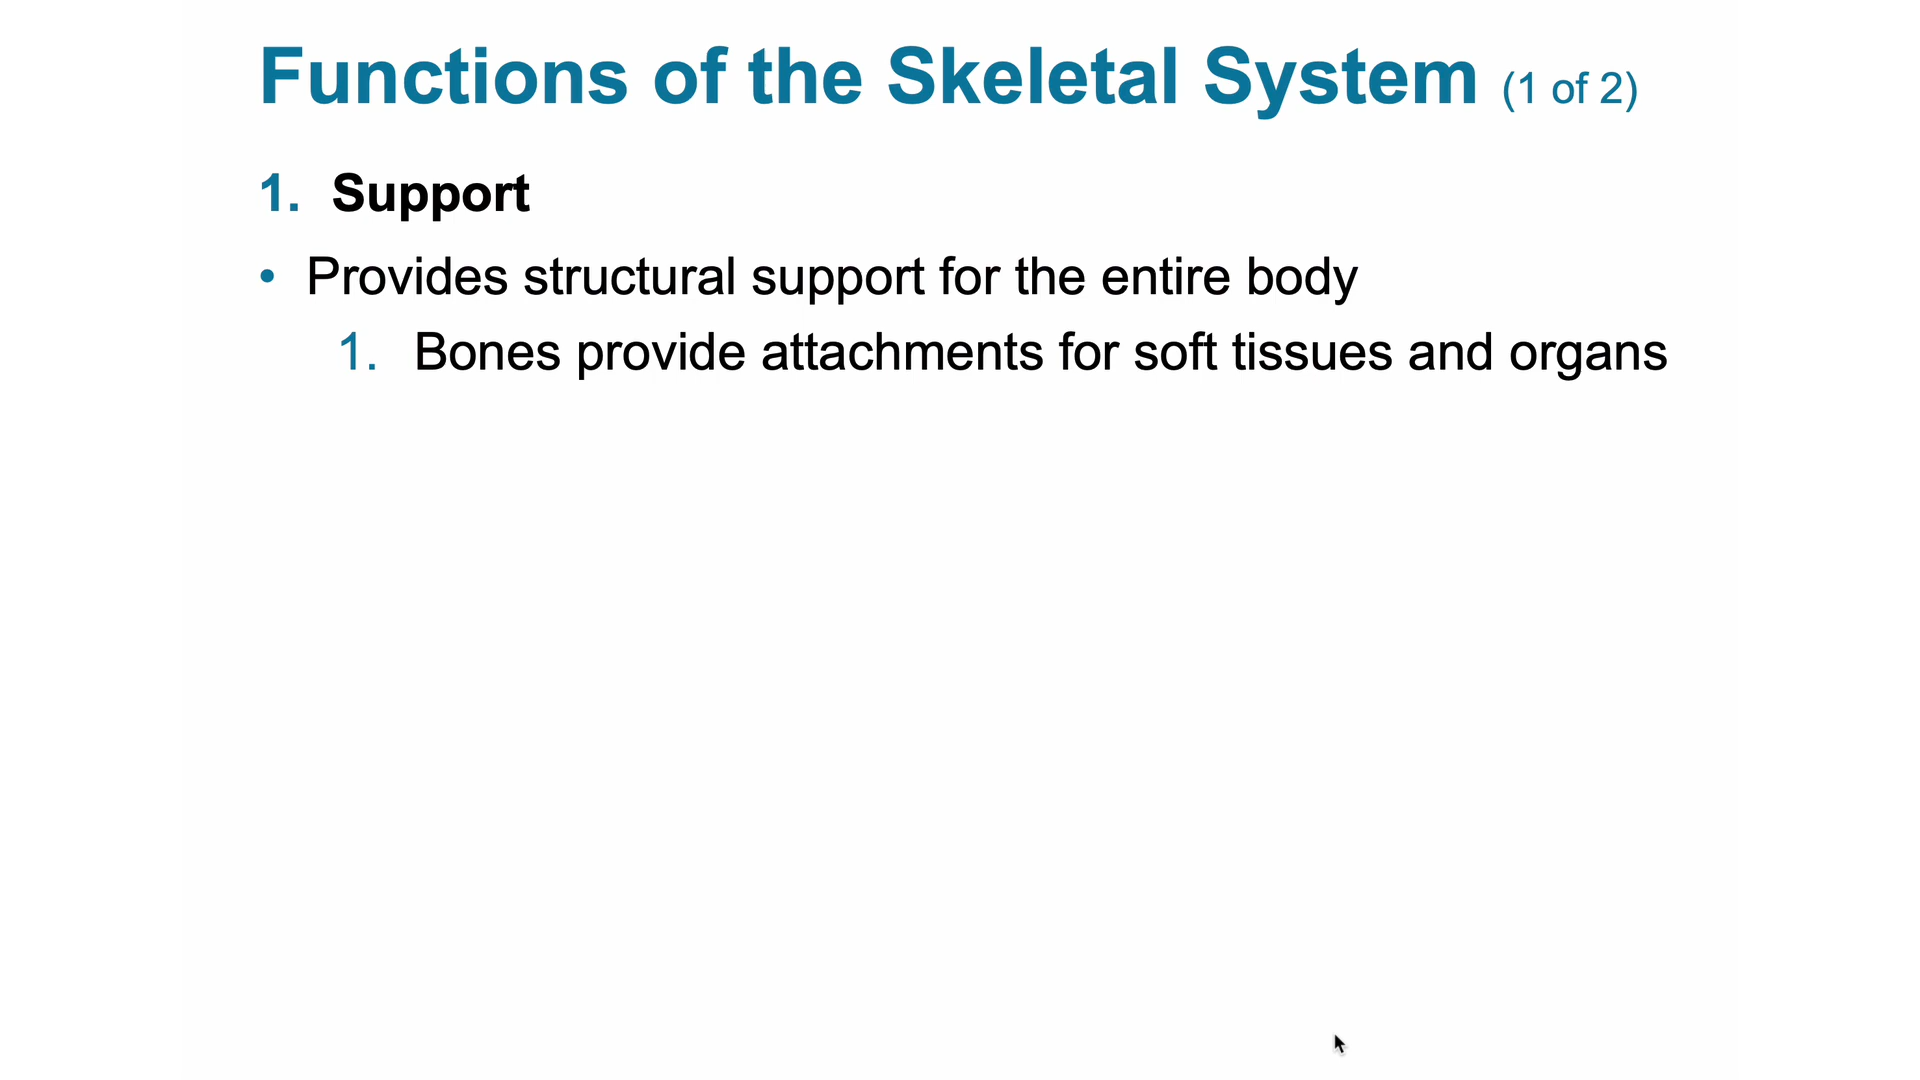 Functions of the Skeletal System (1 of 2)
1. Support
• Provides structural support for the entire body
1. Bones provide attachments for soft tissues and organs